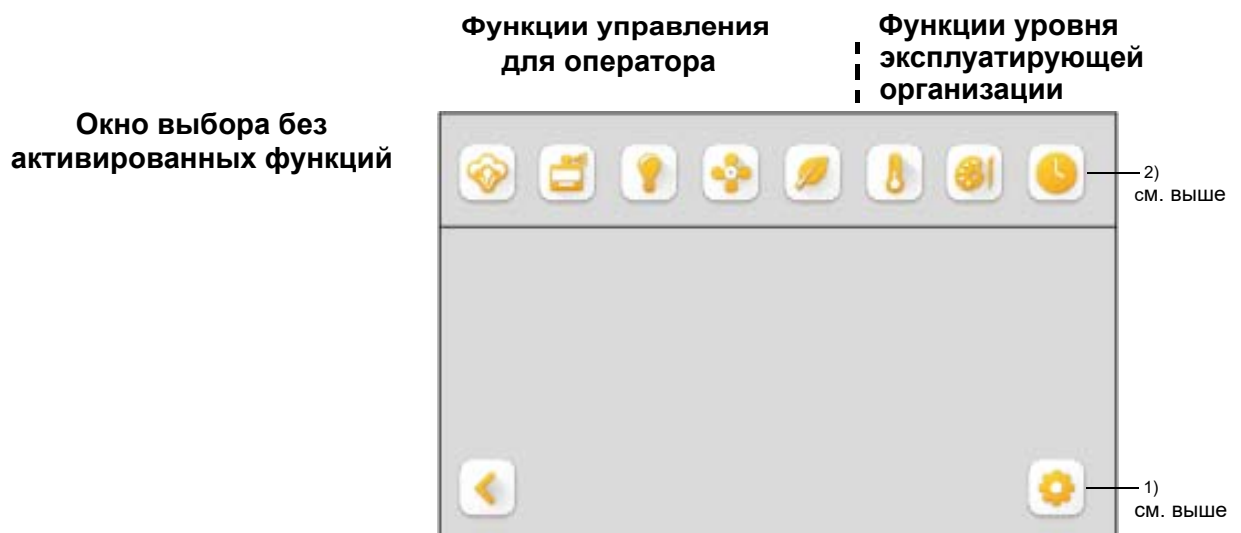 Функции управления
для оператора
Функции уровня
эксплуатирующей
организации
Окно выбора без
активированных функций
2)
см. выше
1)
см. выше